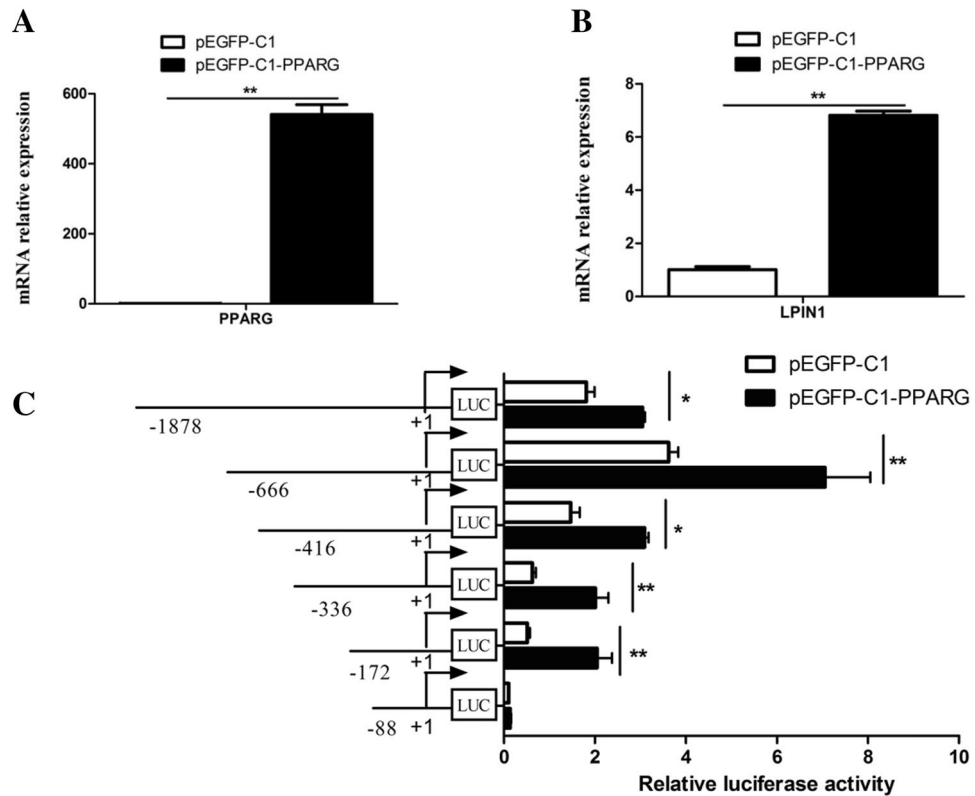 A
pEGFP-C1
pEGFP-C1-PPARG
**
mRNA relative expression
600
400
200
0
PPARG
B
pEGFP-C1
pEGFP-C1-PPARG
**
mRNA relative expression
8
6
4
2
0
LPIN1
C
pEGFP-C1
pEGFP-C1-PPARG
LUC
*
-1878
+1
LUC
**
-666
+1
LUC
*
-416
+1
LUC
**
-336
+1
LUC
**
-172
+1
LUC
-88
+1
0 2 4 6 8 10
Relative luciferase activity